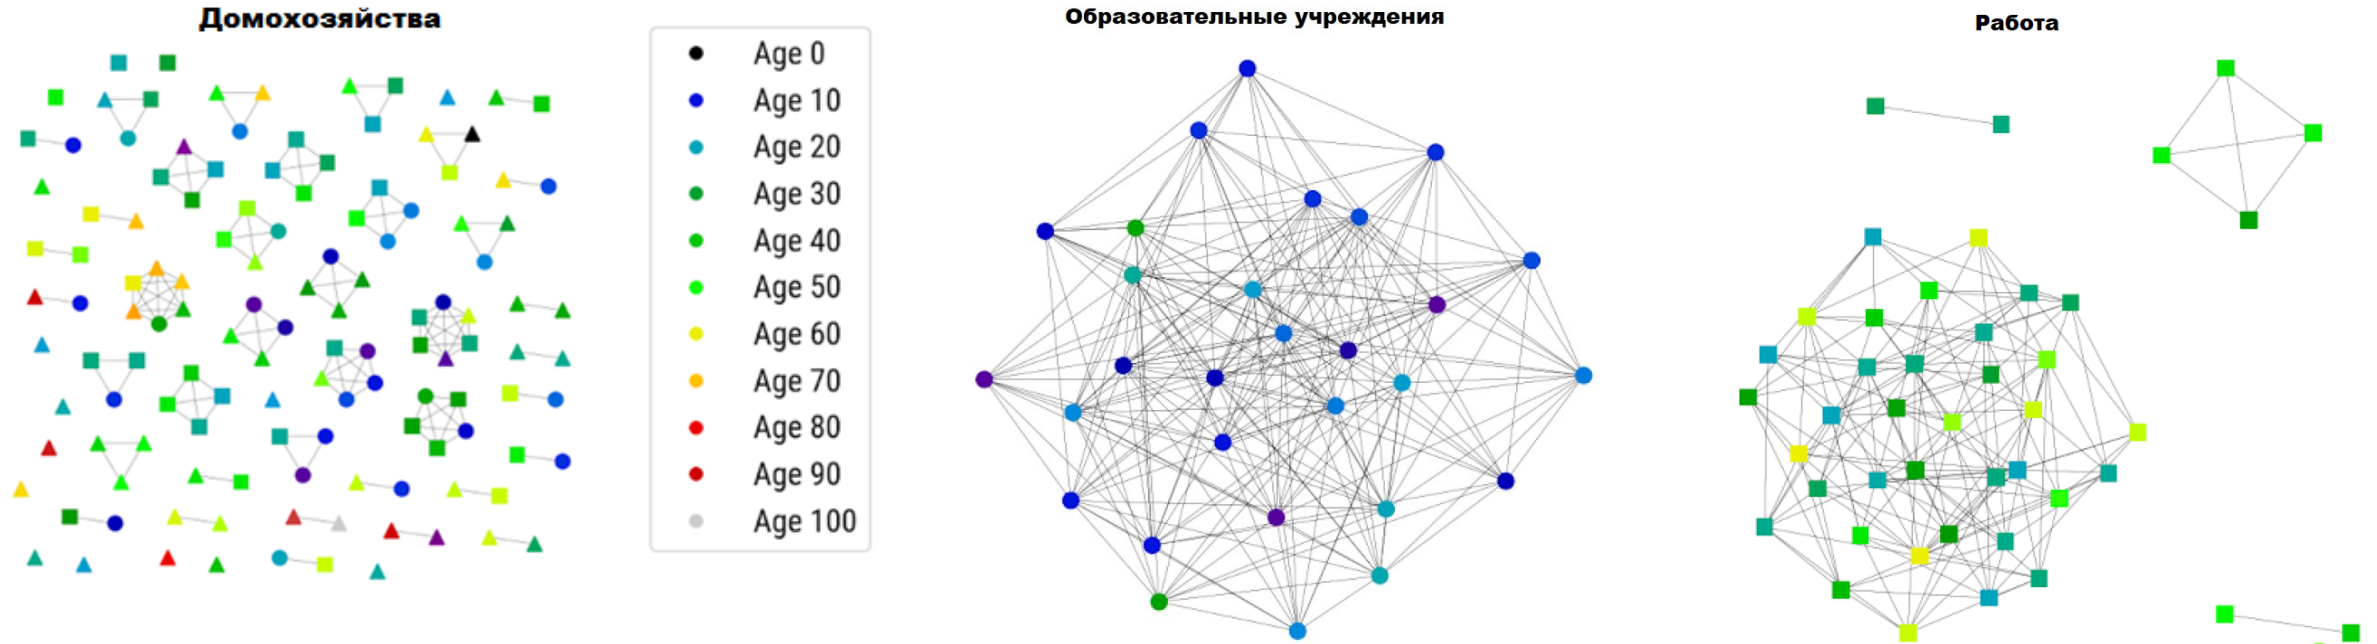 Домохозяйства
Age 0
Age 10
Age 20
Age 30
Age 40
Age 50
Age 60
Age 70
Age 80
Age 90
Age 100
Образовательные учреждения
Работа